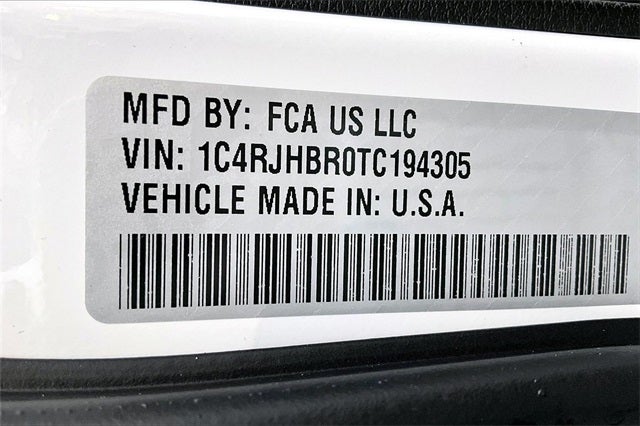 MFD BY: FCA US LLC
VIN: 1C4RJHBR0TC194305
VEHICLE MADE IN: U.S.A.